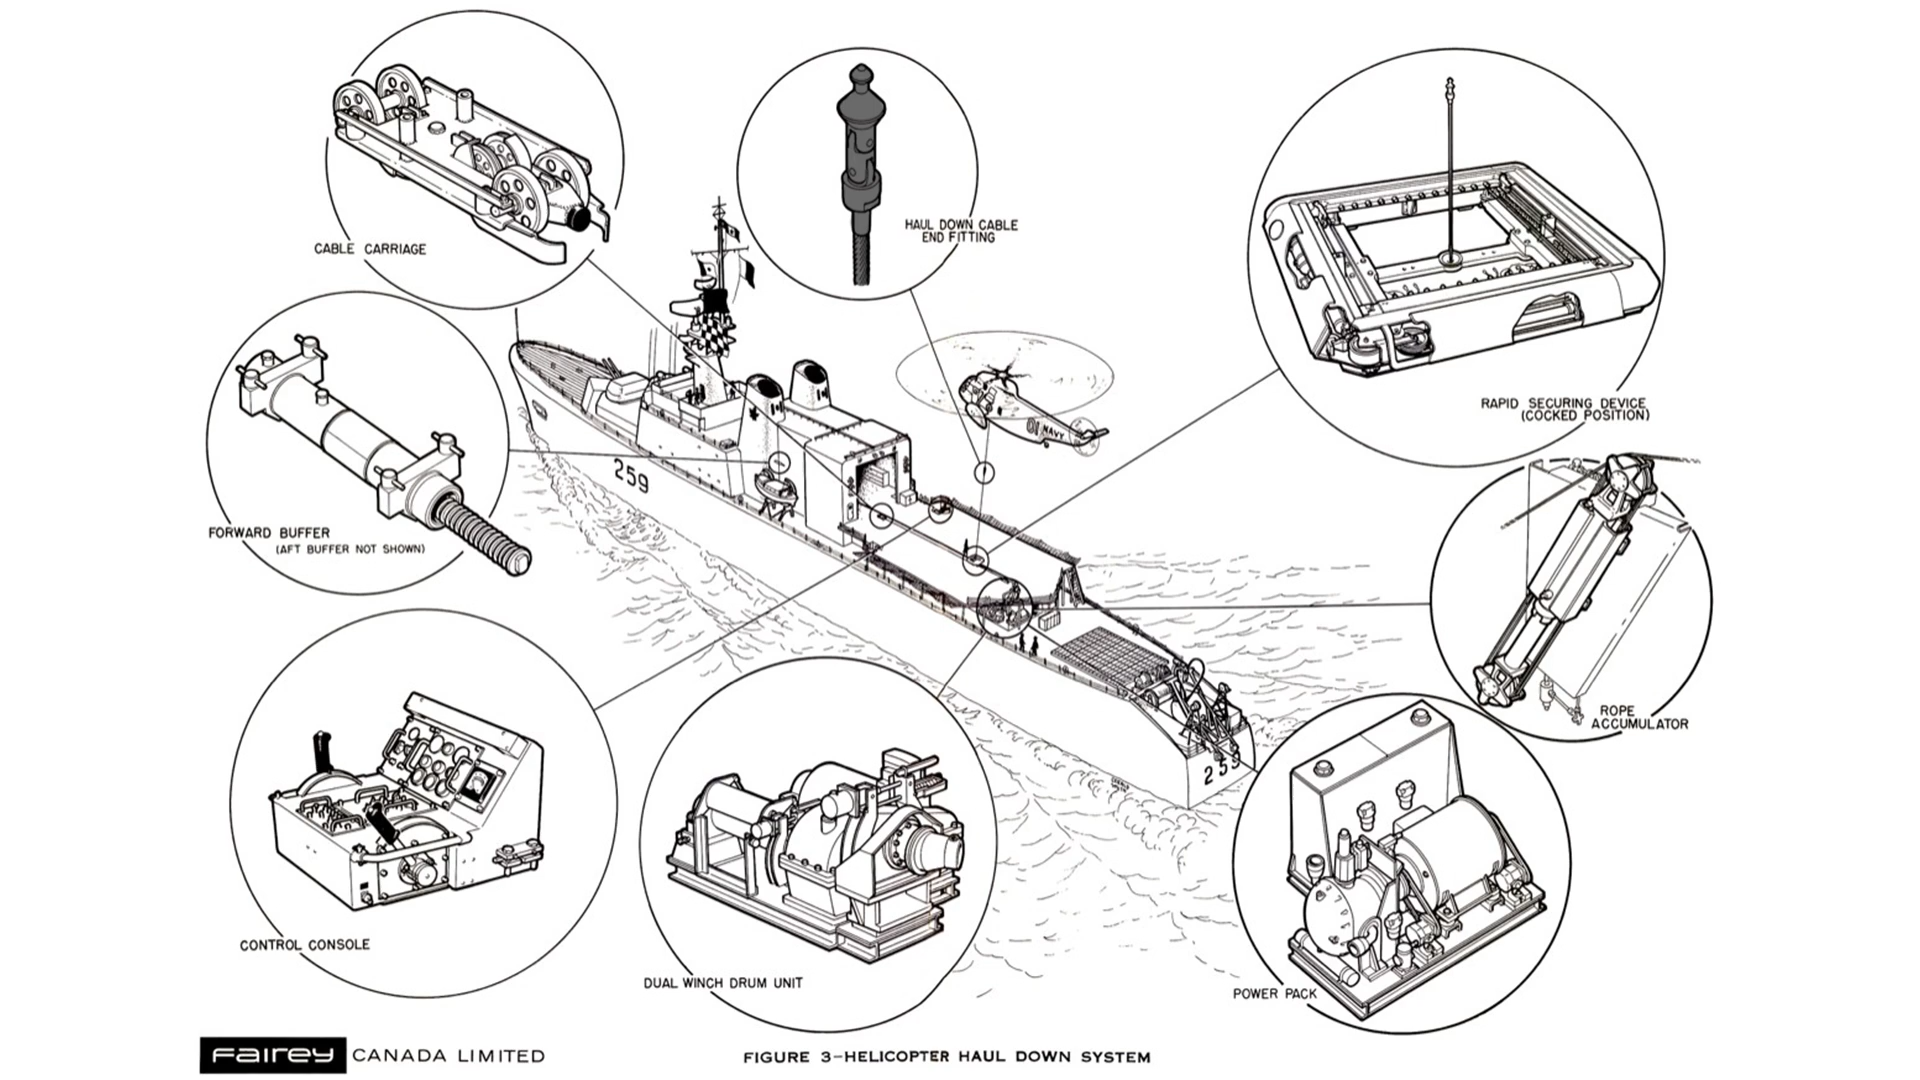 CABLE CARRIAGE
HAUL DOWN CABLE
END FITTING
RAPID SECURING DEVICE
(COCKED POSITION)
FORWARD BUFFER
(AFT BUFFER NOT SHOWN)
259
01 NAVY
ROPE
ACCUMULATOR
259
CONTROL CONSOLE
DUAL WINCH DRUM UNIT
POWER PACK
Fairey CANADA LIMITED
FIGURE 3-HELICOPTER HAUL DOWN SYSTEM